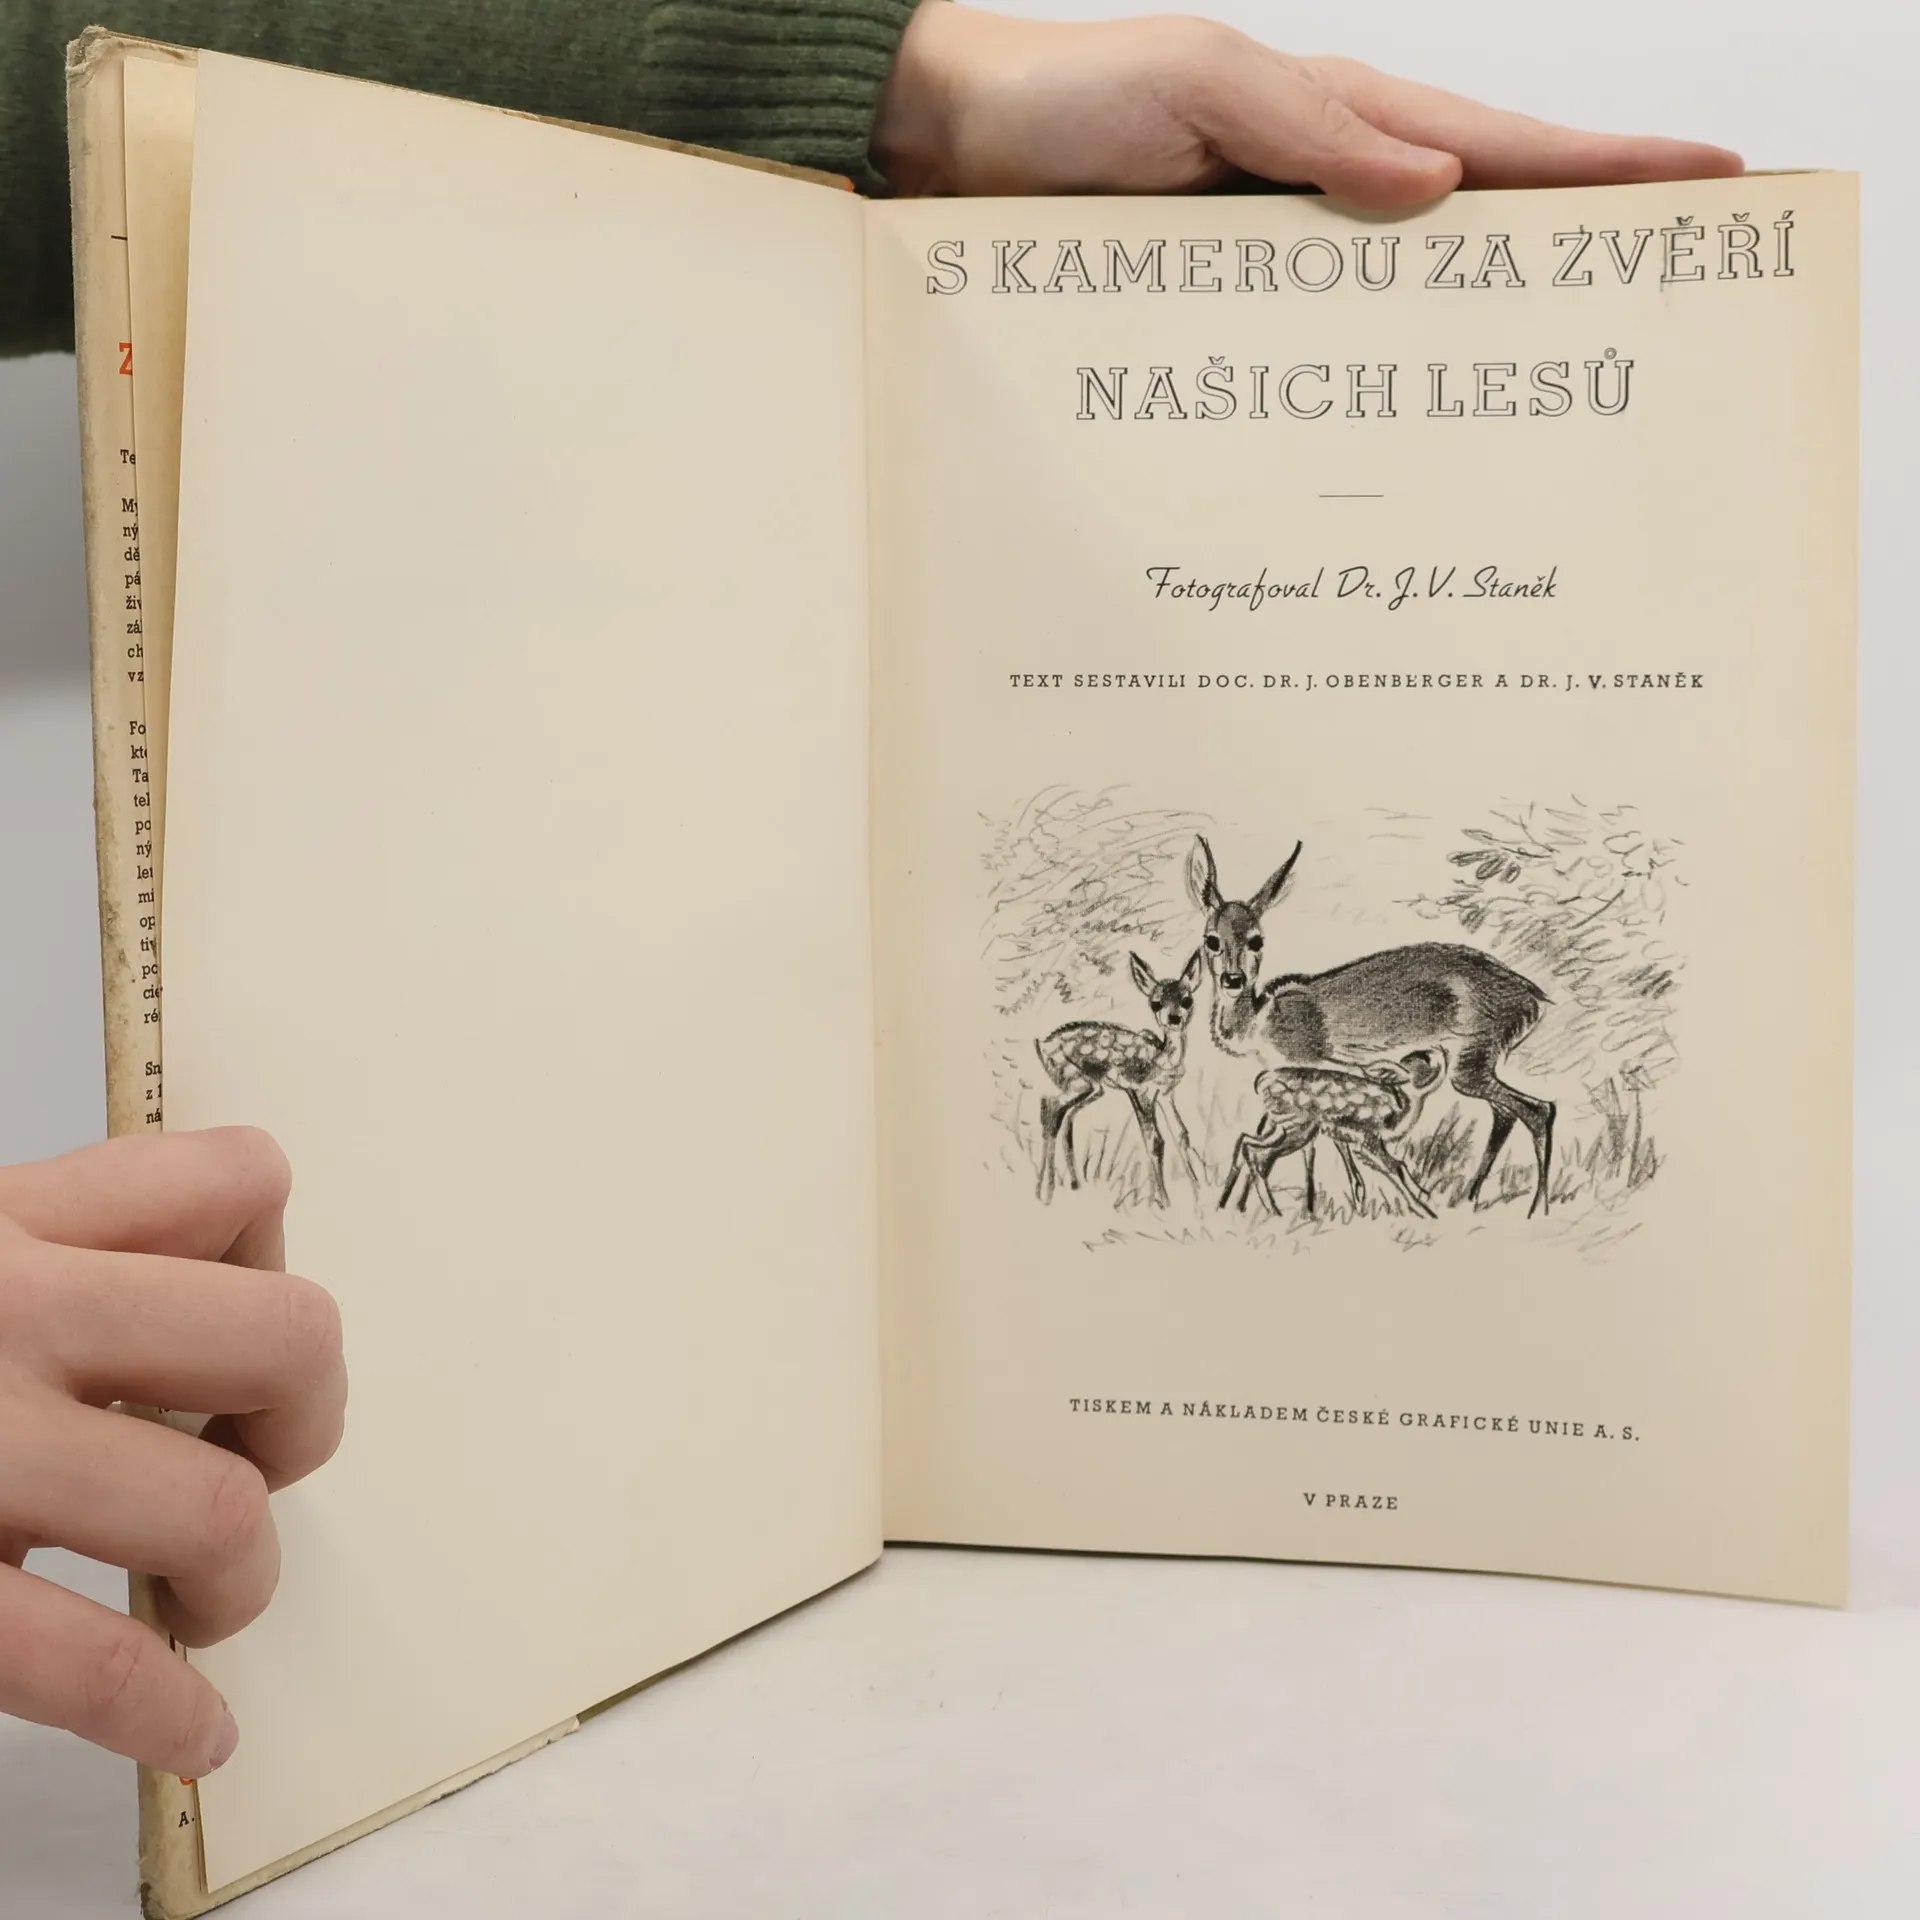 S KAMEROU ZA ZVĚŘÍ
NAŠICH LESŮ
Fotografoval Dr. J. V. Staněk
TEXT SESTAVILI DOC. DR. J. OBENBERGER A DR. J. V. STANĚK
TISKEM A NÁKLADEM ČESKÉ GRAFICKÉ UNIE A. S.
V PRAZE